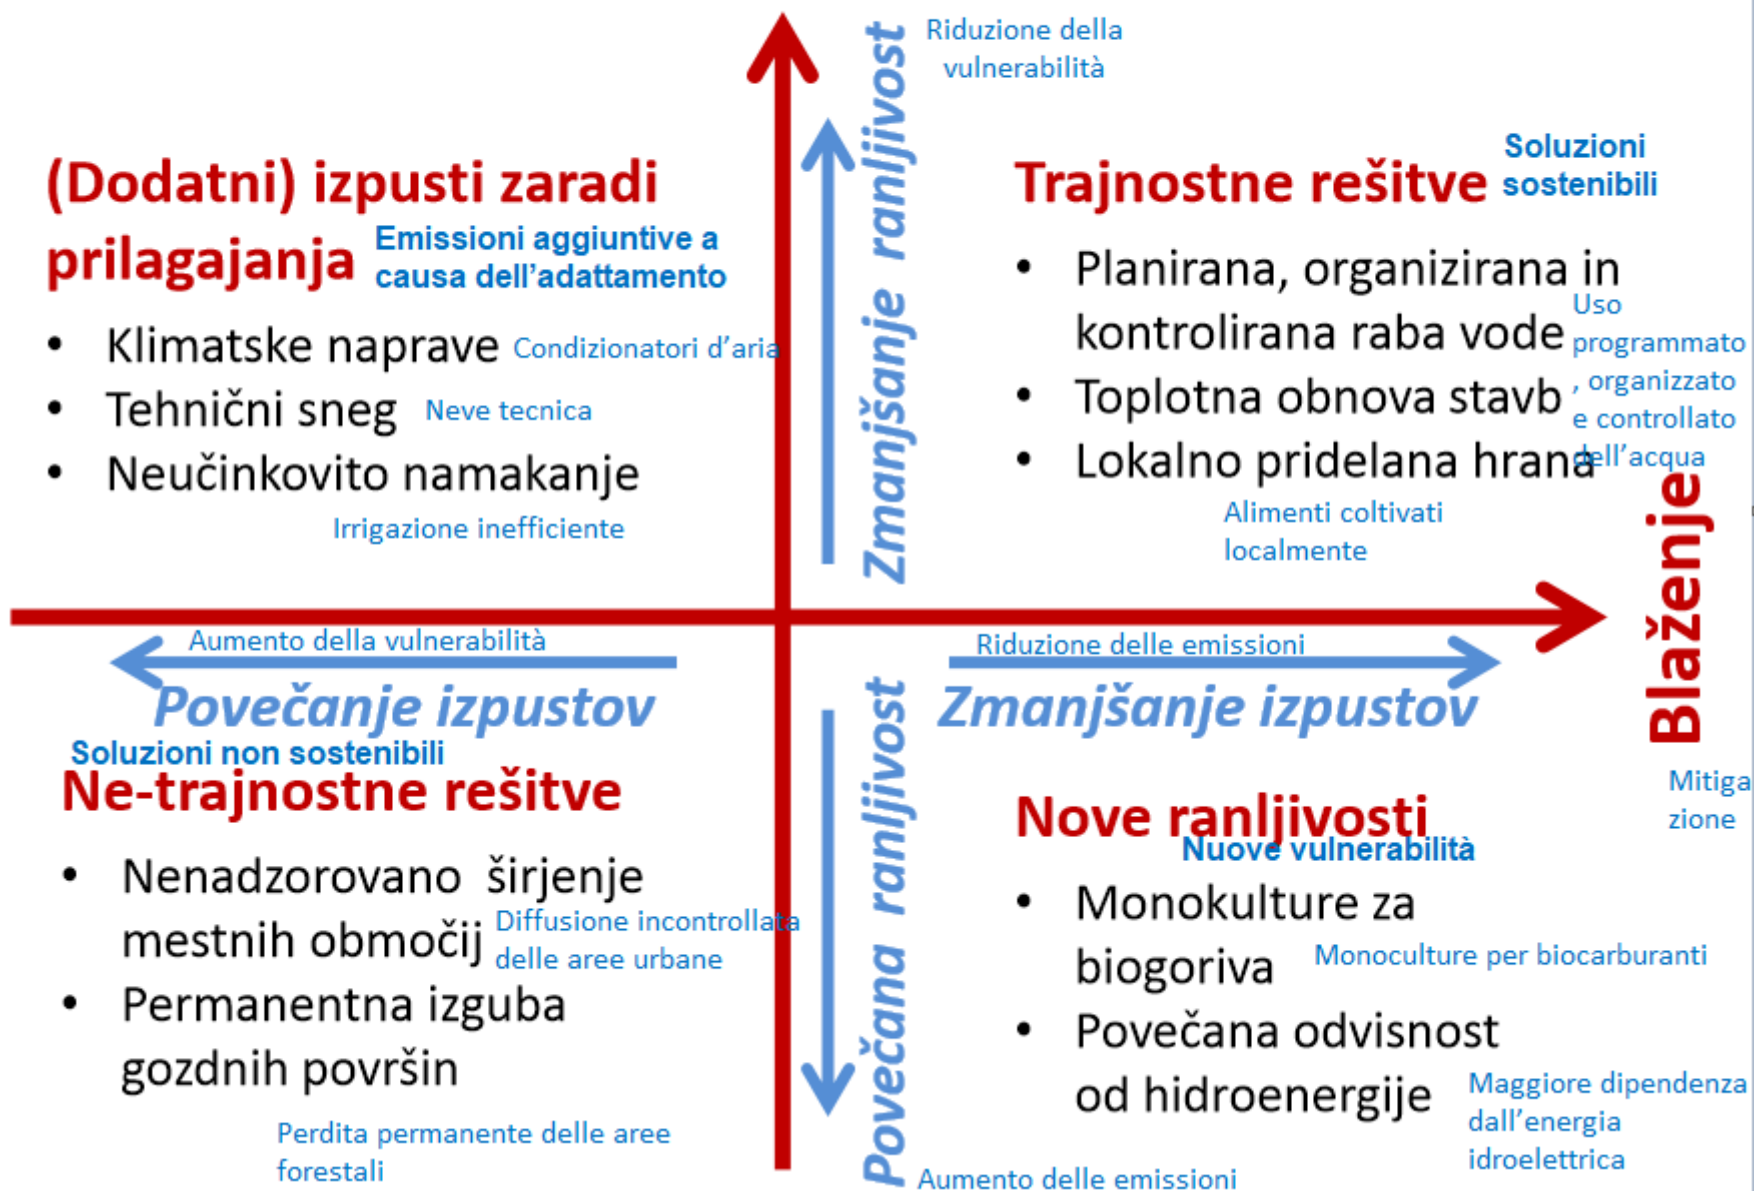 Zmanjšanje ranljivost
Riduzione della
vulnerabilità
(Dodatni) izpusti zaradi
prilagajanja
Emissioni aggiuntive a
causa dell’adattamento
• Klimatske naprave
Condizionatori d’aria
• Tehnični sneg
Neve tecnica
• Neučinkovito namakanje
Irrigazione inefficiente
Trajnostne rešitve
Soluzioni
sostenibili
• Planirana, organizirana in
kontrolirana raba vode
Uso
programmato
, organizzato
e controllato
dell’acqua
• Toplotna obnova stavb
• Lokalno pridelana hrana
Alimenti coltivati
localmente
Blaženje
Mitiga
zione
Aumento della vulnerabilità
Povečanje izpustov
Riduzione delle emissioni
Zmanjšanje izpustov
Soluzioni non sostenibili
Ne-trajnostne rešitve
• Nenadzorovano širjenje
mestnih območij
Diffusione incontrollata
delle aree urbane
• Permanentna izguba
gozdnih površin
Perdita permanente delle aree
forestali
Povečana ranljivost
Aumento delle emissioni
Nove ranljivosti
Nuove vulnerabilità
• Monokulture za
biogoriva
Monoculture per biocarburanti
• Povečana odvisnost
od hidroenergije
Maggiore dipendenza
dall’energia
idroelettrica